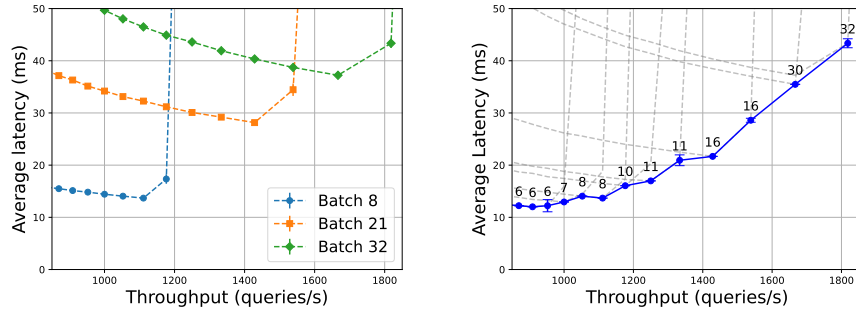 50
40
30
20
10
0
Average latency (ms)
1000 1200 1400 1600 1800
Throughput (queries/s)
Batch 8
Batch 21
Batch 32
50
40
30
20
10
0
Average Latency (ms)
6 6 6 7 8 8 10 11 11 16 16 30 32
1000 1200 1400 1600 1800
Throughput (queries/s)